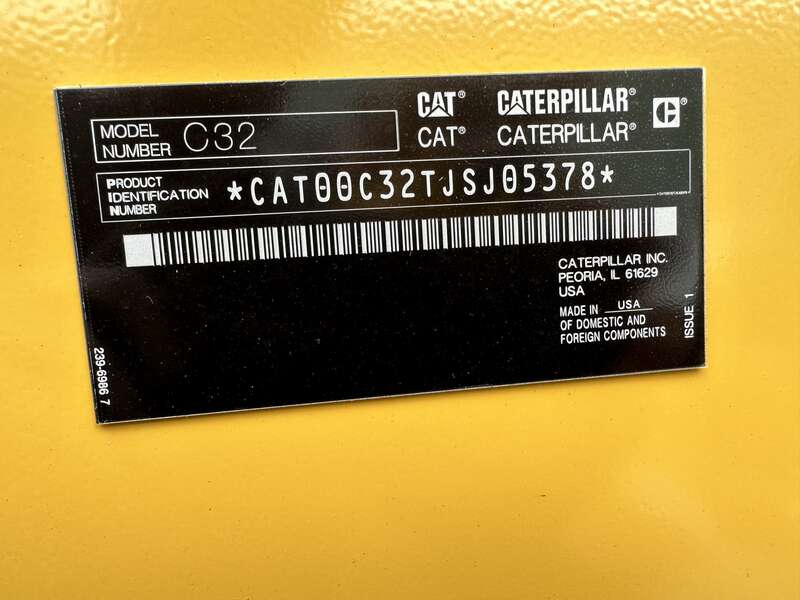 CAT® CATERPILLAR®
MODEL NUMBER C32
CAT® CATERPILLAR®
PRODUCT IDENTIFICATION NUMBER *CAT00C32TJSJ05378*
CATERPILLAR INC.
PEORIA, IL 61629
USA
MADE IN USA
OF DOMESTIC AND
FOREIGN COMPONENTS
ISSUE 1
239-6986 7